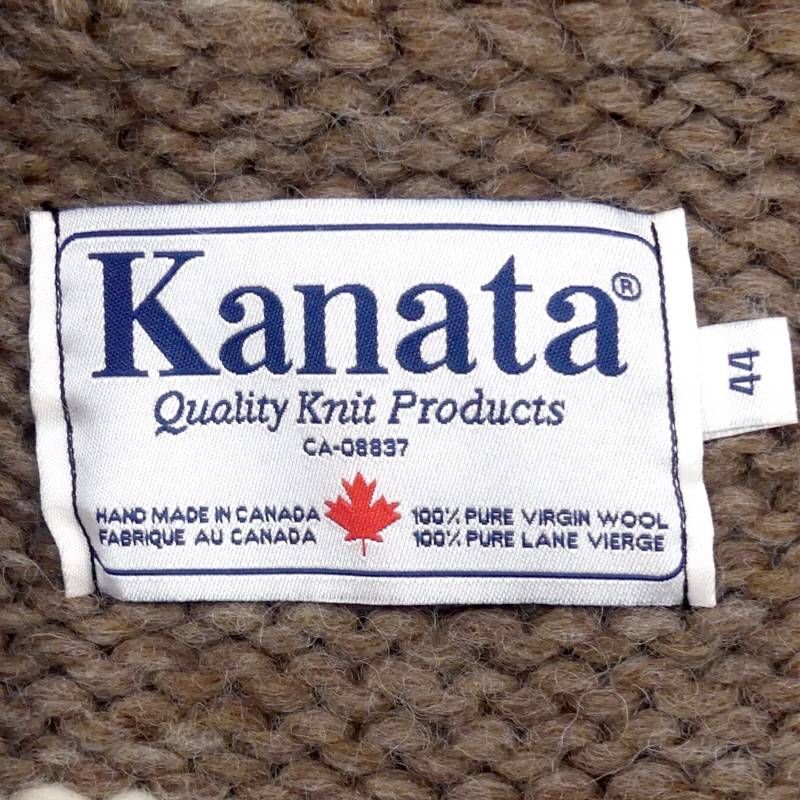 Kanata®
Quality Knit Products
CA-08837
HAND MADE IN CANADA
FABRIQUE AU CANADA
100% PURE VIRGIN WOOL
100% PURE LANE VIERGE
44